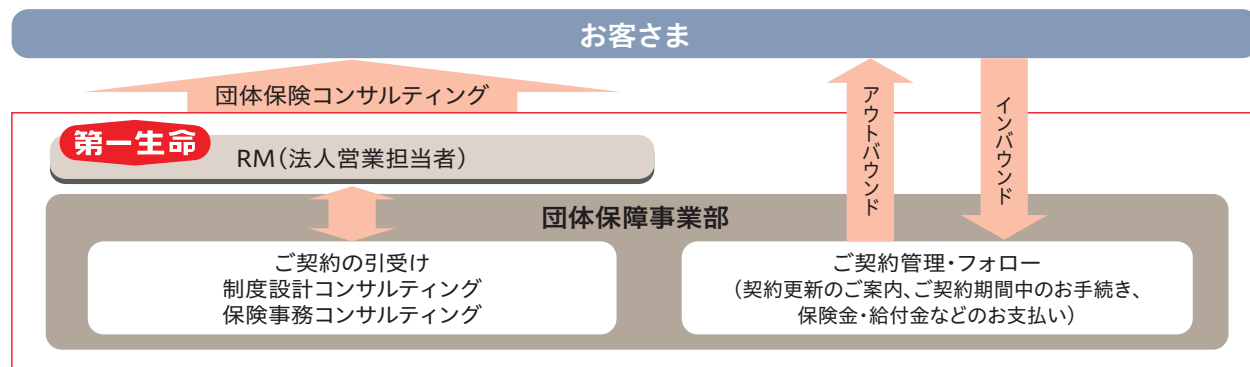 お客さま
団体保険コンサルティング
アウトバウンド
インバウンド
第一生命
RM（法人営業担当者）
団体保障事業部
ご契約の引受け
制度設計コンサルティング
保険事務コンサルティング
ご契約管理・フォロー
（契約更新のご案内、ご契約期間中のお手続き、
保険金・給付金などのお支払い）